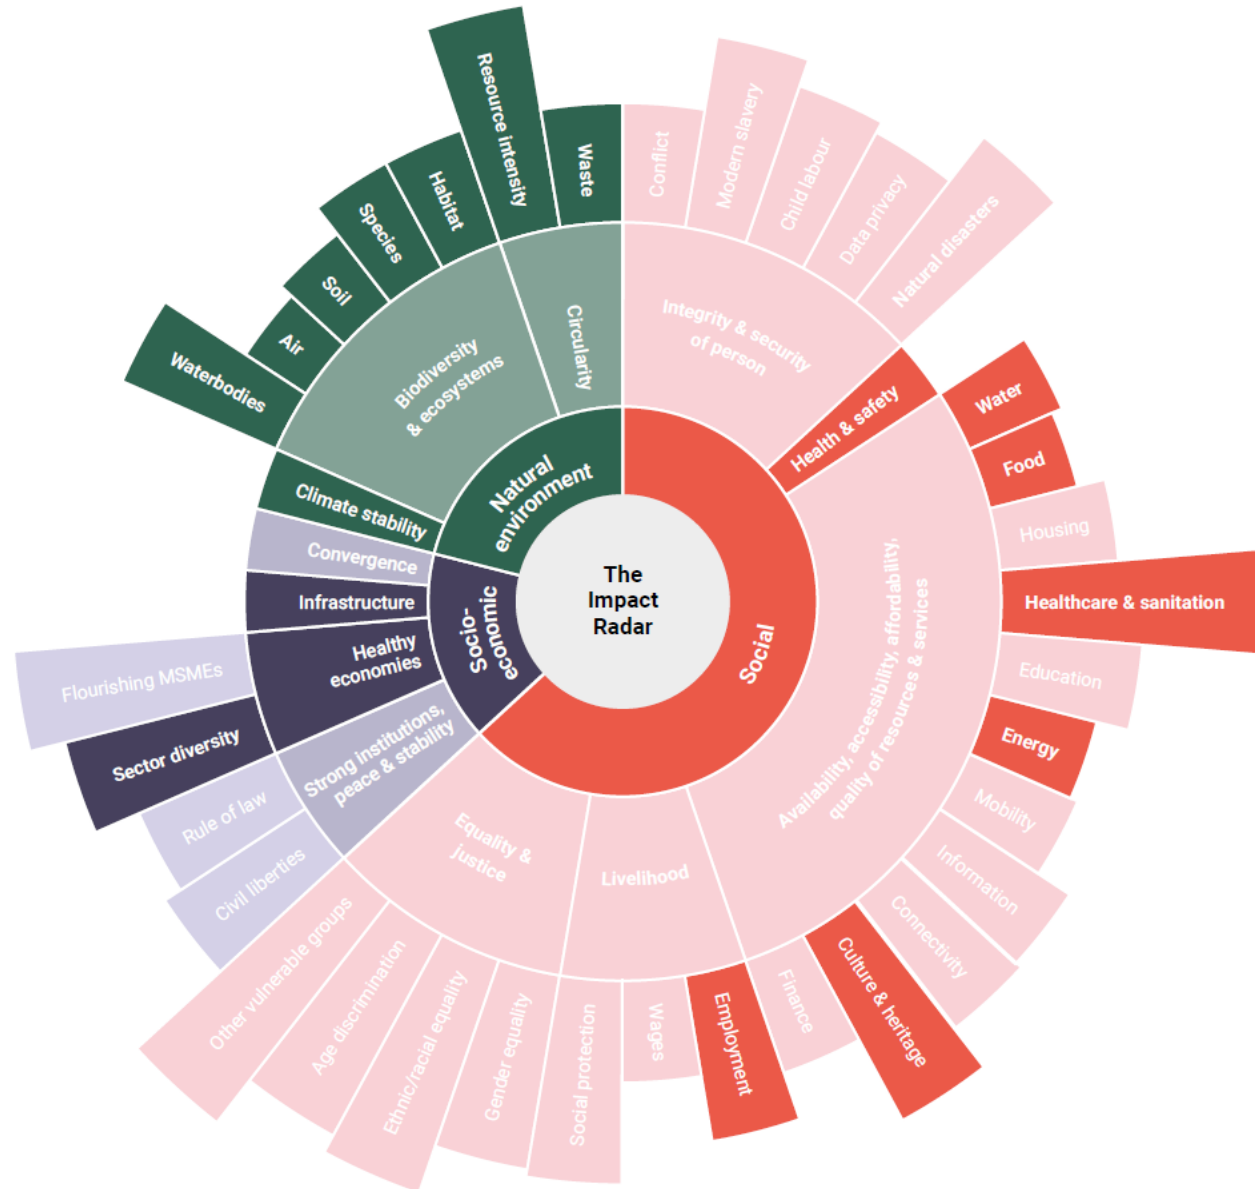 The
Impact
Radar
Natural
environment
Social
Socio-
economic
Circularity
Biodiversity
& ecosystems
Climate stability
Convergence
Infrastructure
Healthy
economies
Strong institutions,
peace & stability
Equality &
justice
Livelihood
Availability, accessibility, affordability,
quality of resources & services
Health & safety
Integrity & security
of person
Conflict
Modern slavery
Child labour
Data privacy
Natural disasters
Water
Food
Housing
Healthcare & sanitation
Education
Energy
Mobility
Information
Connectivity
Culture & heritage
Finance
Employment
Wages
Social protection
Gender equality
Ethnic/racial equality
Age discrimination
Other vulnerable groups
Civil liberties
Rule of law
Sector diversity
Flourishing MSMEs
Waterbodies
Air
Soil
Species
Habitat
Resource intensity
Waste